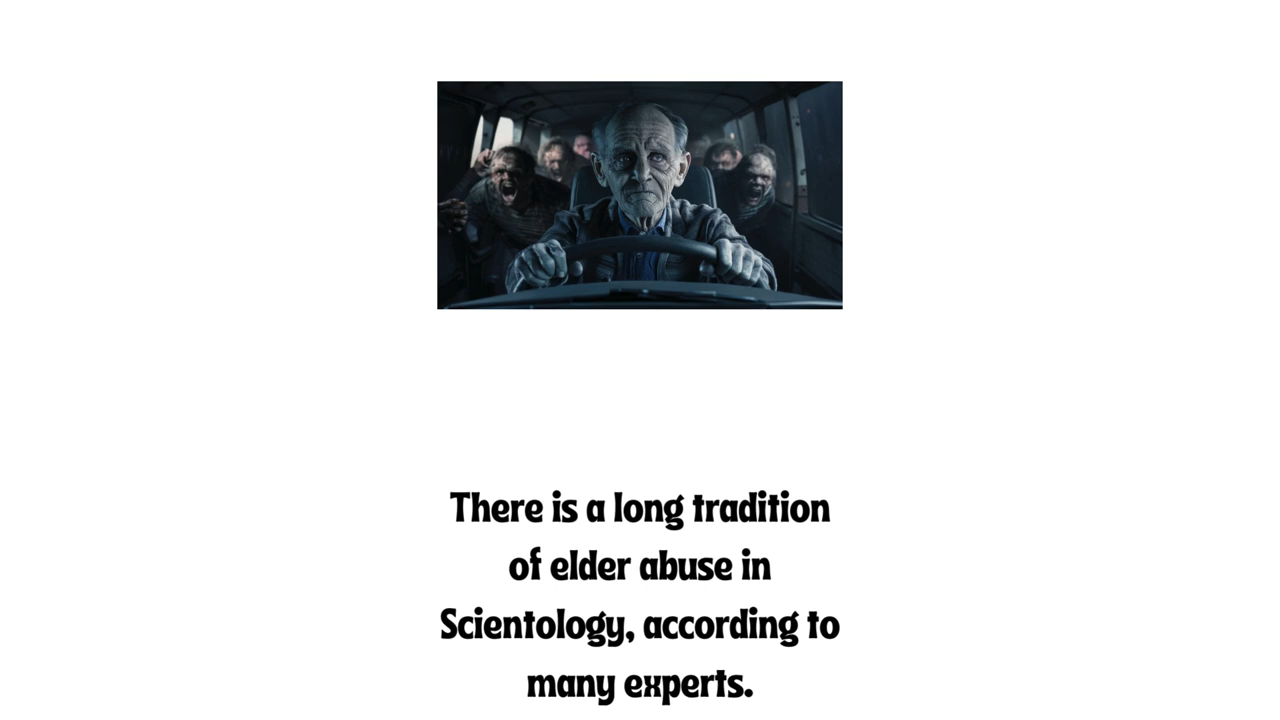 There is a long tradition
of elder abuse in
Scientology, according to
many experts.